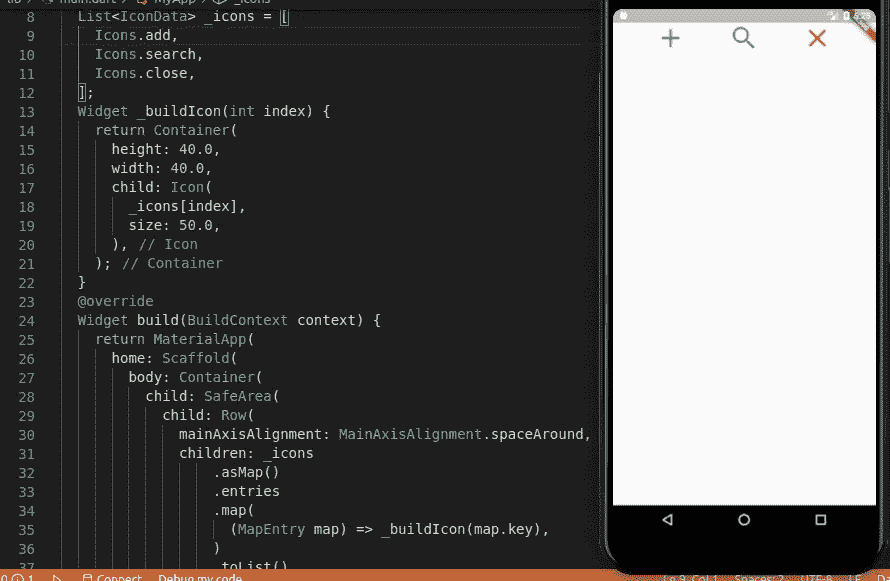 lib > main.dart > MyApp > _icons
8 List<IconData> _icons = [
9 Icons.add,
10 Icons.search,
11 Icons.close,
12 ];
13 Widget _buildIcon(int index) {
14 return Container(
15 height: 40.0,
16 width: 40.0,
17 child: Icon(
18 _icons[index],
19 size: 50.0,
20 ), // Icon
21 ); // Container
22 }
23 @override
24 Widget build(BuildContext context) {
25 return MaterialApp(
26 home: Scaffold(
27 body: Container(
28 child: SafeArea(
29 child: Row(
30 mainAxisAlignment: MainAxisAlignment.spaceAround,
31 children: _icons
32 .asMap()
33 .entries
34 .map(
35 (MapEntry map) => _buildIcon(map.key),
36 )
37 .toList()
0 1 Connect Debug my code Ln 9, Col 1 Spaces: 2 UTF-8 LF